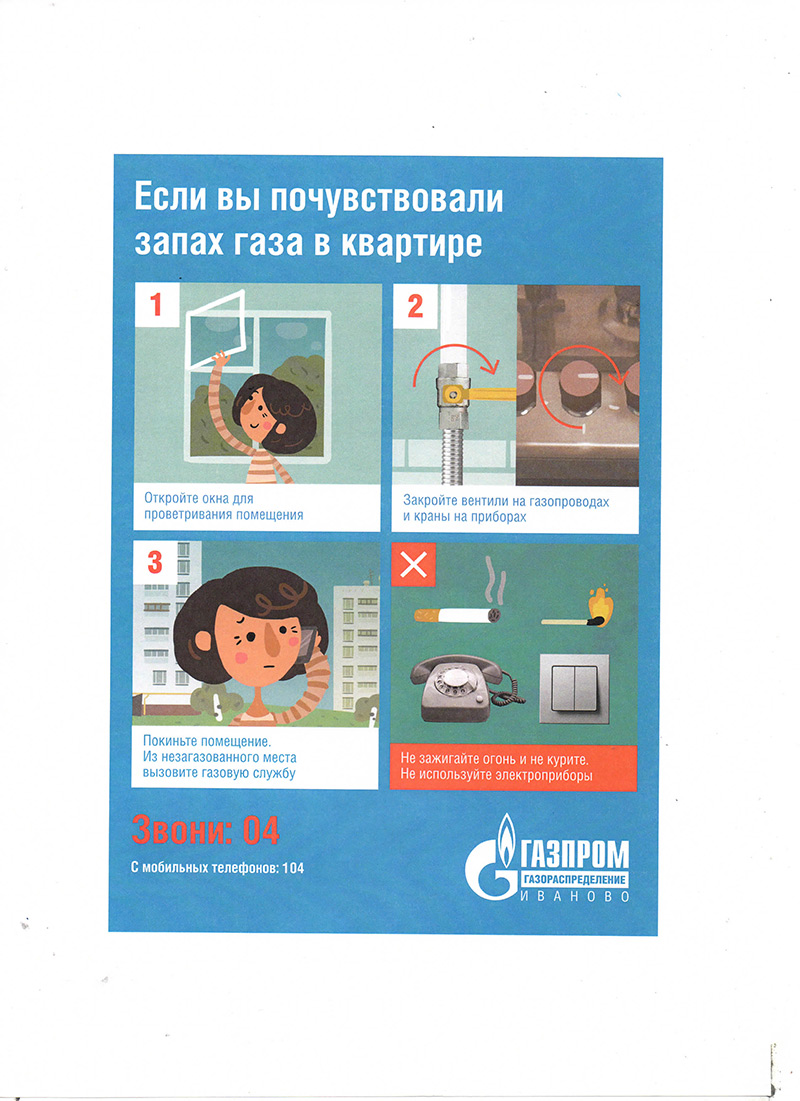 Если вы почувствовали
запах газа в квартире
1
Откройте окна для
проветривания помещения
2
Закройте вентили на газопроводах
и краны на приборах
3
Покиньте помещение.
Из незагазованного места
вызовите газовую службу
Не зажигайте огонь и не курите.
Не используйте электроприборы
Звони: 04
С мобильных телефонов: 104
ГАЗПРОМ
ГАЗОРАСПРЕДЕЛЕНИЕ
ИВАНОВО